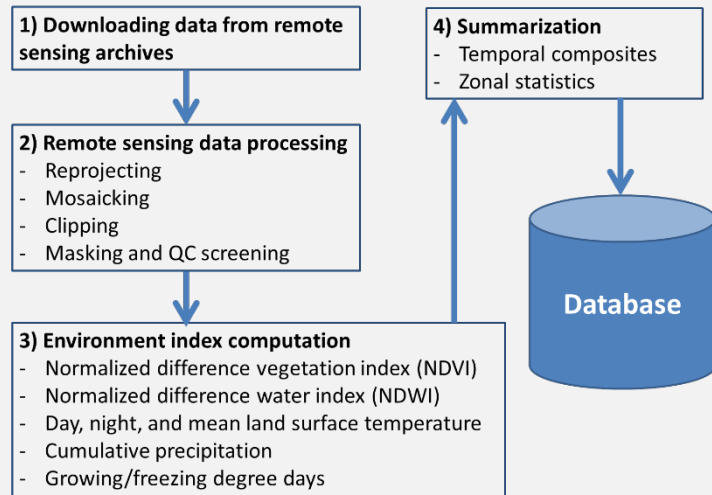 1) Downloading data from remote
sensing archives
2) Remote sensing data processing
- Reprojecting
- Mosaicking
- Clipping
- Masking and QC screening
3) Environment index computation
- Normalized difference vegetation index (NDVI)
- Normalized difference water index (NDWI)
- Day, night, and mean land surface temperature
- Cumulative precipitation
- Growing/freezing degree days
4) Summarization
- Temporal composites
- Zonal statistics
Database